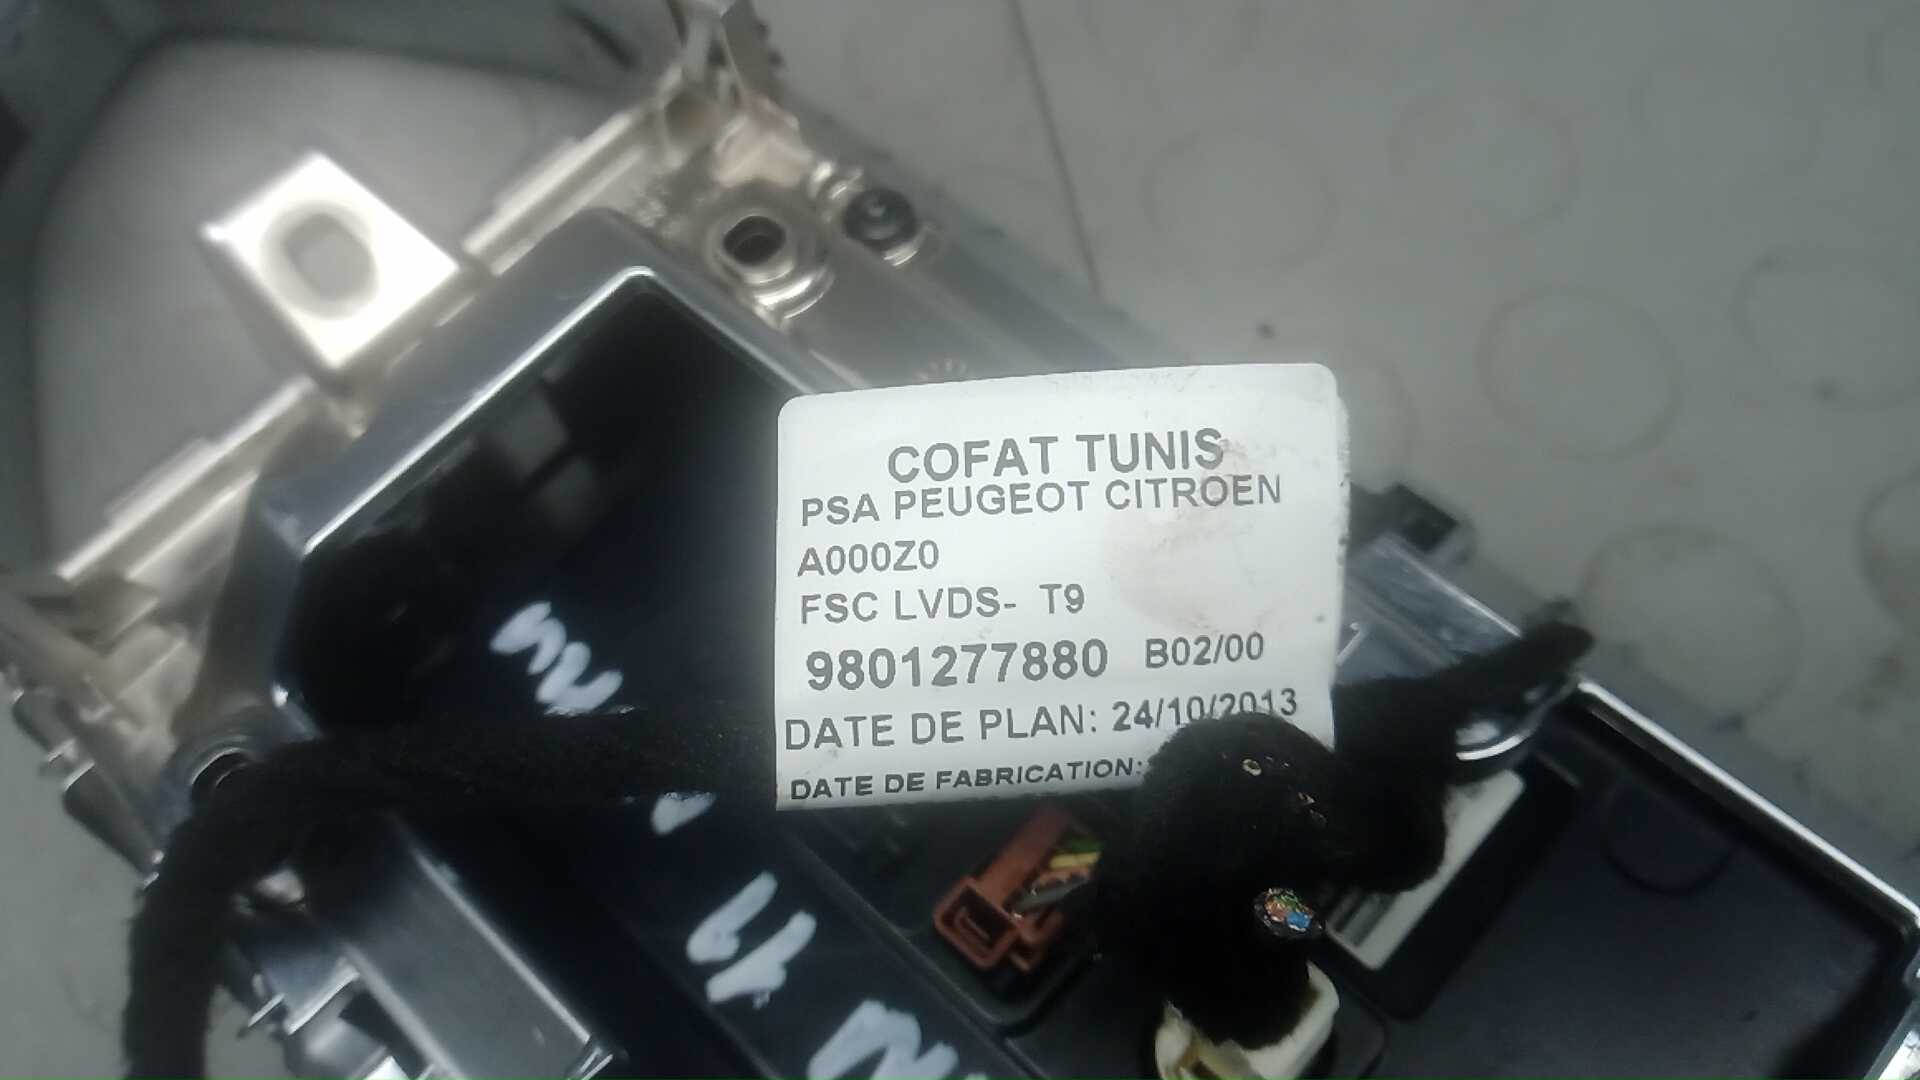 COFAT TUNIS
PSA PEUGEOT CITROEN
A000Z0
FSC LVDS- T9
9801277880 B02/00
DATE DE PLAN: 24/10/2013
DATE DE FABRICATION: